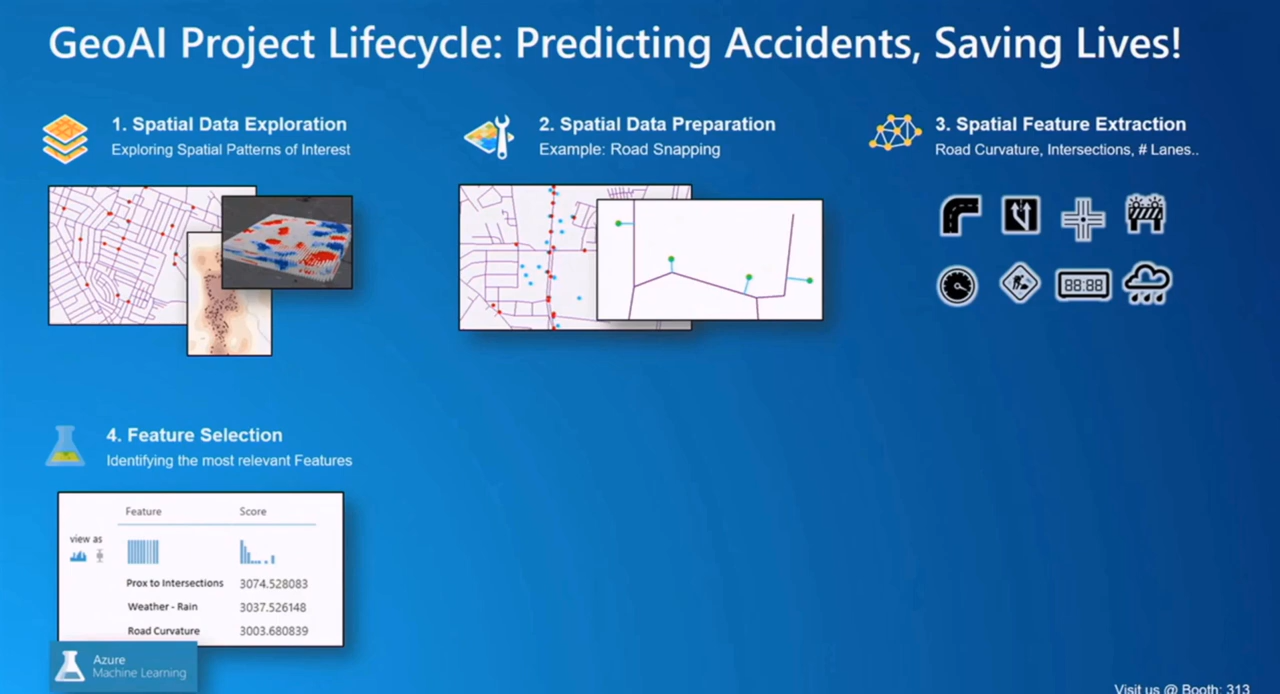 GeoAI Project Lifecycle: Predicting Accidents, Saving Lives!
1. Spatial Data Exploration
Exploring Spatial Patterns of Interest
2. Spatial Data Preparation
Example: Road Snapping
3. Spatial Feature Extraction
Road Curvature, Intersections, # Lanes..
88:88
4. Feature Selection
Identifying the most relevant Features
Feature Score
view as
Prox to Intersections 3074.528083
Weather - Rain 3037.526148
Road Curvature 3003.680839
Azure
Machine Learning
Visit us @ Booth: 313